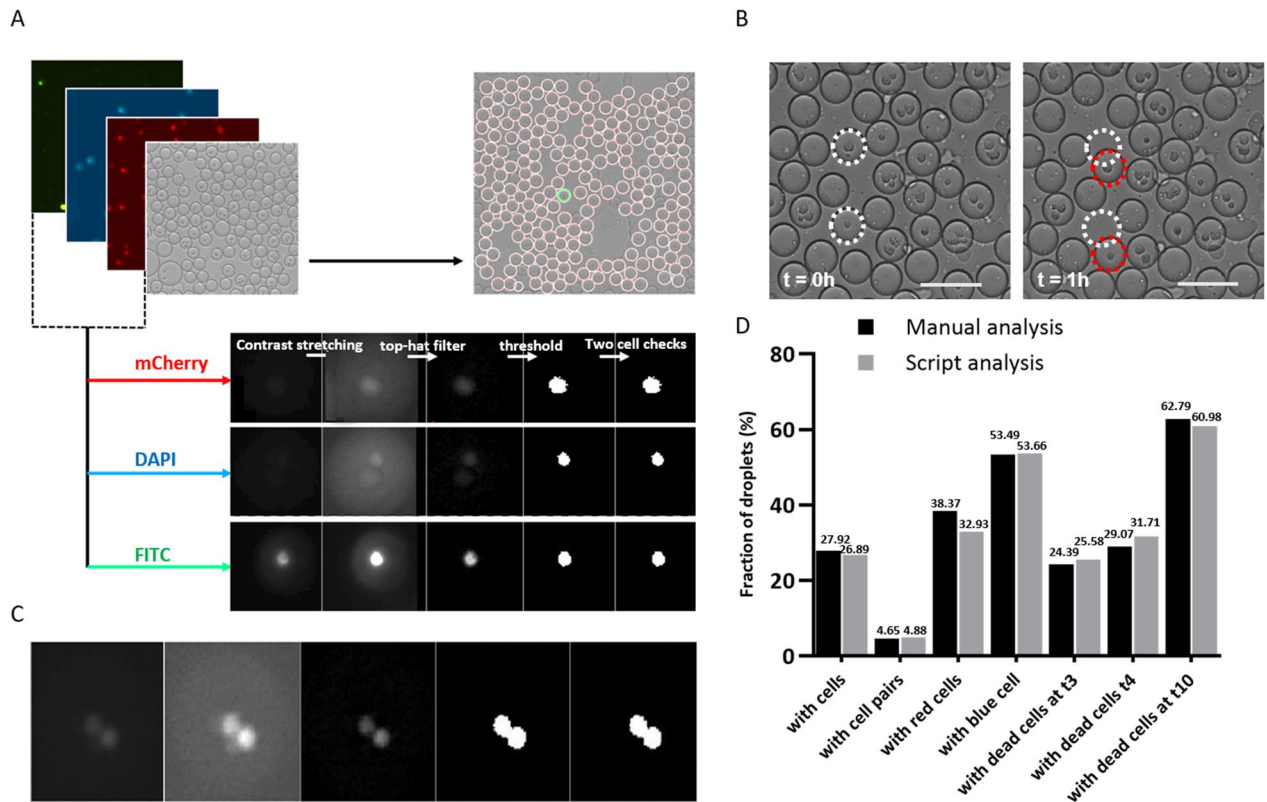 A
mCherry
DAPI
FITC
Contrast stretching
top-hat filter
threshold
Two cell checks
B
t = 0h
t = 1h
C
D
Manual analysis
Script analysis
Fraction of droplets (%)
80
60
40
20
0
27.92
26.89
4.65
4.88
38.37
32.93
53.49
53.66
24.39
25.58
29.07
31.71
62.79
60.98
with cells
with cell pairs
with red cells
with blue cell
with dead cells at t3
with dead cells t4
with dead cells at t10